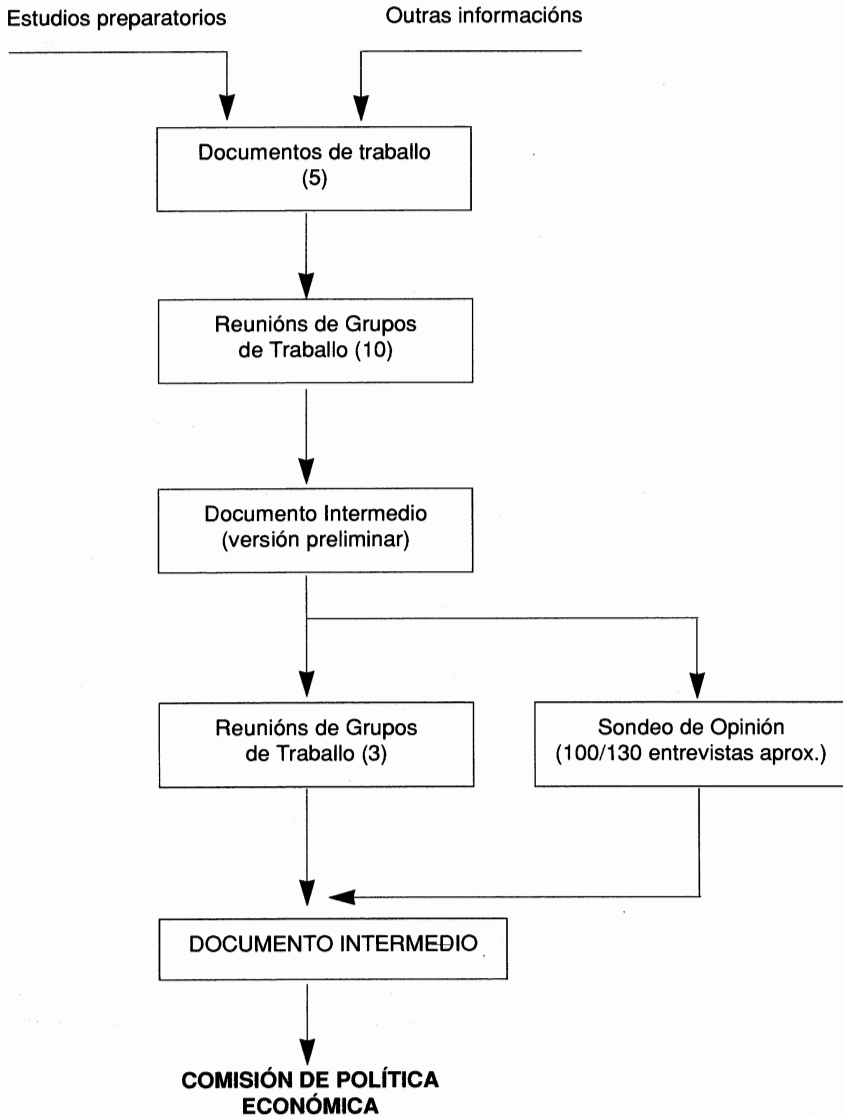 Estudios preparatorios
Outras informacións
Documentos de traballo
(5)
Reunións de Grupos
de Traballo (10)
Documento Intermedio
(versión preliminar)
Reunións de Grupos
de Traballo (3)
Sondeo de Opinión
(100/130 entrevistas aprox.)
DOCUMENTO INTERMEDIO
COMISIÓN DE POLÍTICA
ECONÓMICA